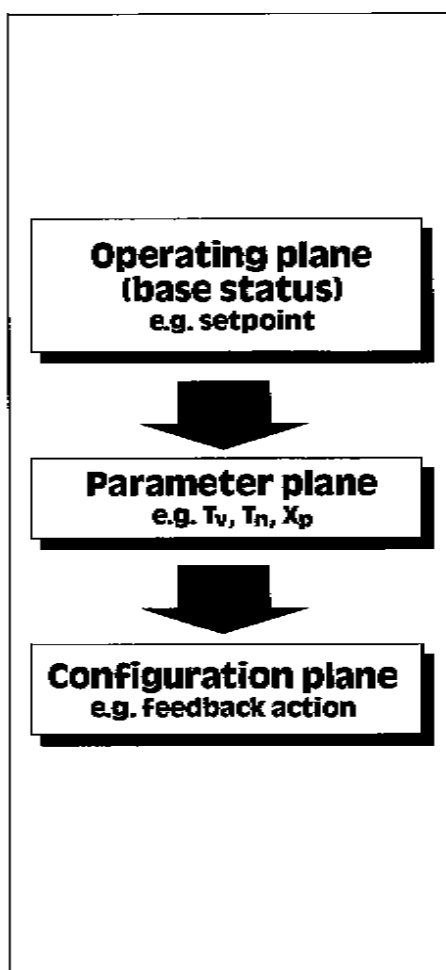 Operating plane
(base status)
e.g. setpoint
Parameter plane
e.g. Tv, Tn, Xp
Configuration plane
e.g. feedback action